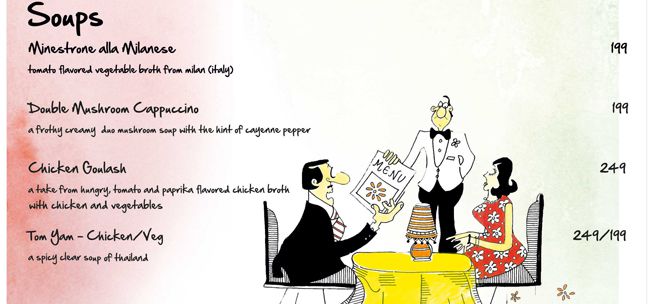 Soups
Minestrone alla Milanese 199
tomato flavored vegetable broth from milan (italy)
Double Mushroom Cappuccino 199
a frothy creamy duo mushroom soup with the hint of cayenne pepper
Chicken Goulash 249
a take from hungry, tomato and paprika flavored chicken broth
with chicken and vegetables
Tom Yam - Chicken/Veg 249/199
a spicy clear soup of thailand
MENU